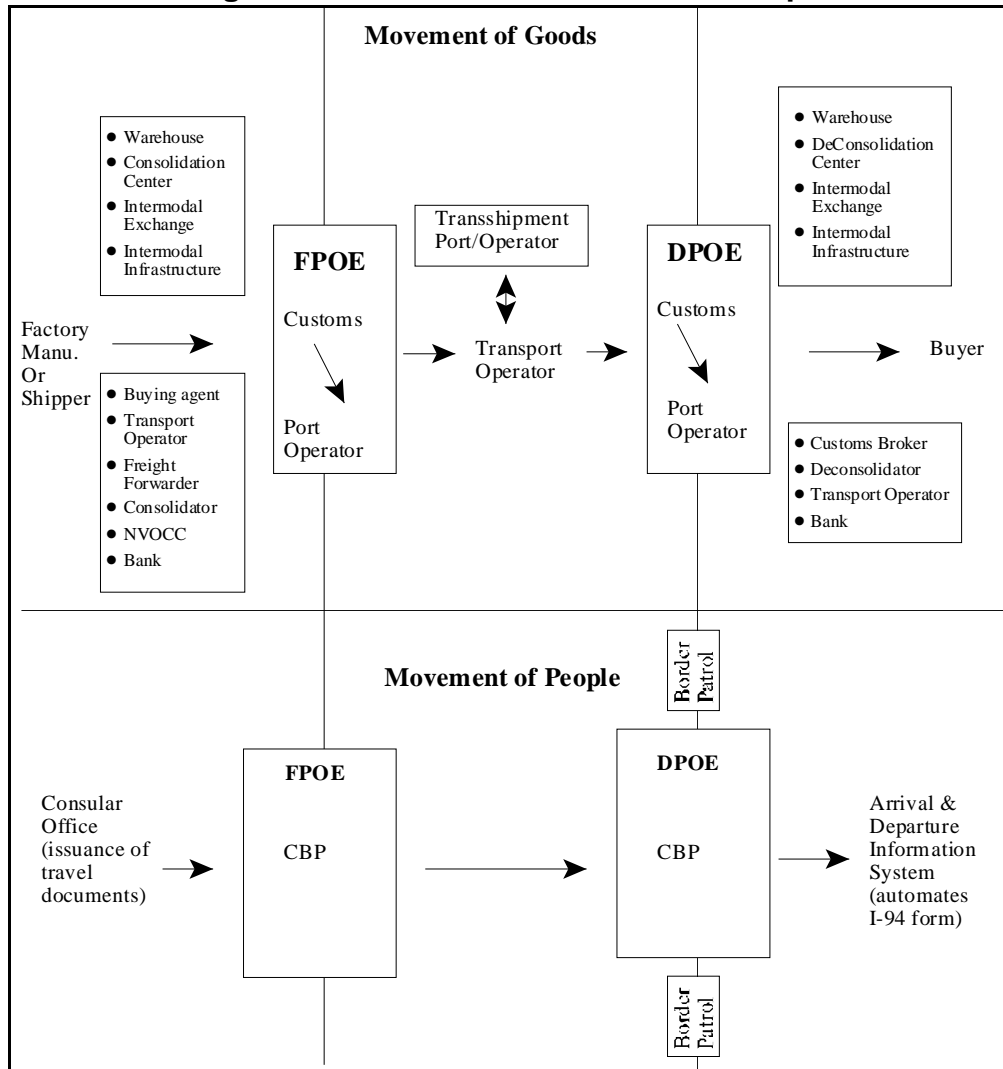 Movement of Goods
● Warehouse
● Consolidation
Center
● Intermodal
Exchange
● Intermodal
Infrastructure
Factory
Manu.
Or
Shipper
● Buying agent
● Transport
Operator
● Freight
Forwarder
● Consolidator
● NVOCC
● Bank
FPOE
Customs
Port
Operator
Transshipment
Port/Operator
Transport
Operator
DPOE
Customs
Port
Operator
● Warehouse
● DeConsolidation
Center
● Intermodal
Exchange
● Intermodal
Infrastructure
Buyer
● Customs Broker
● Deconsolidator
● Transport Operator
● Bank
Movement of People
Consular
Office
(issuance of
travel
documents)
FPOE
CBP
Border
Patrol
DPOE
CBP
Border
Patrol
Arrival &
Departure
Information
System
(automates
I-94 form)